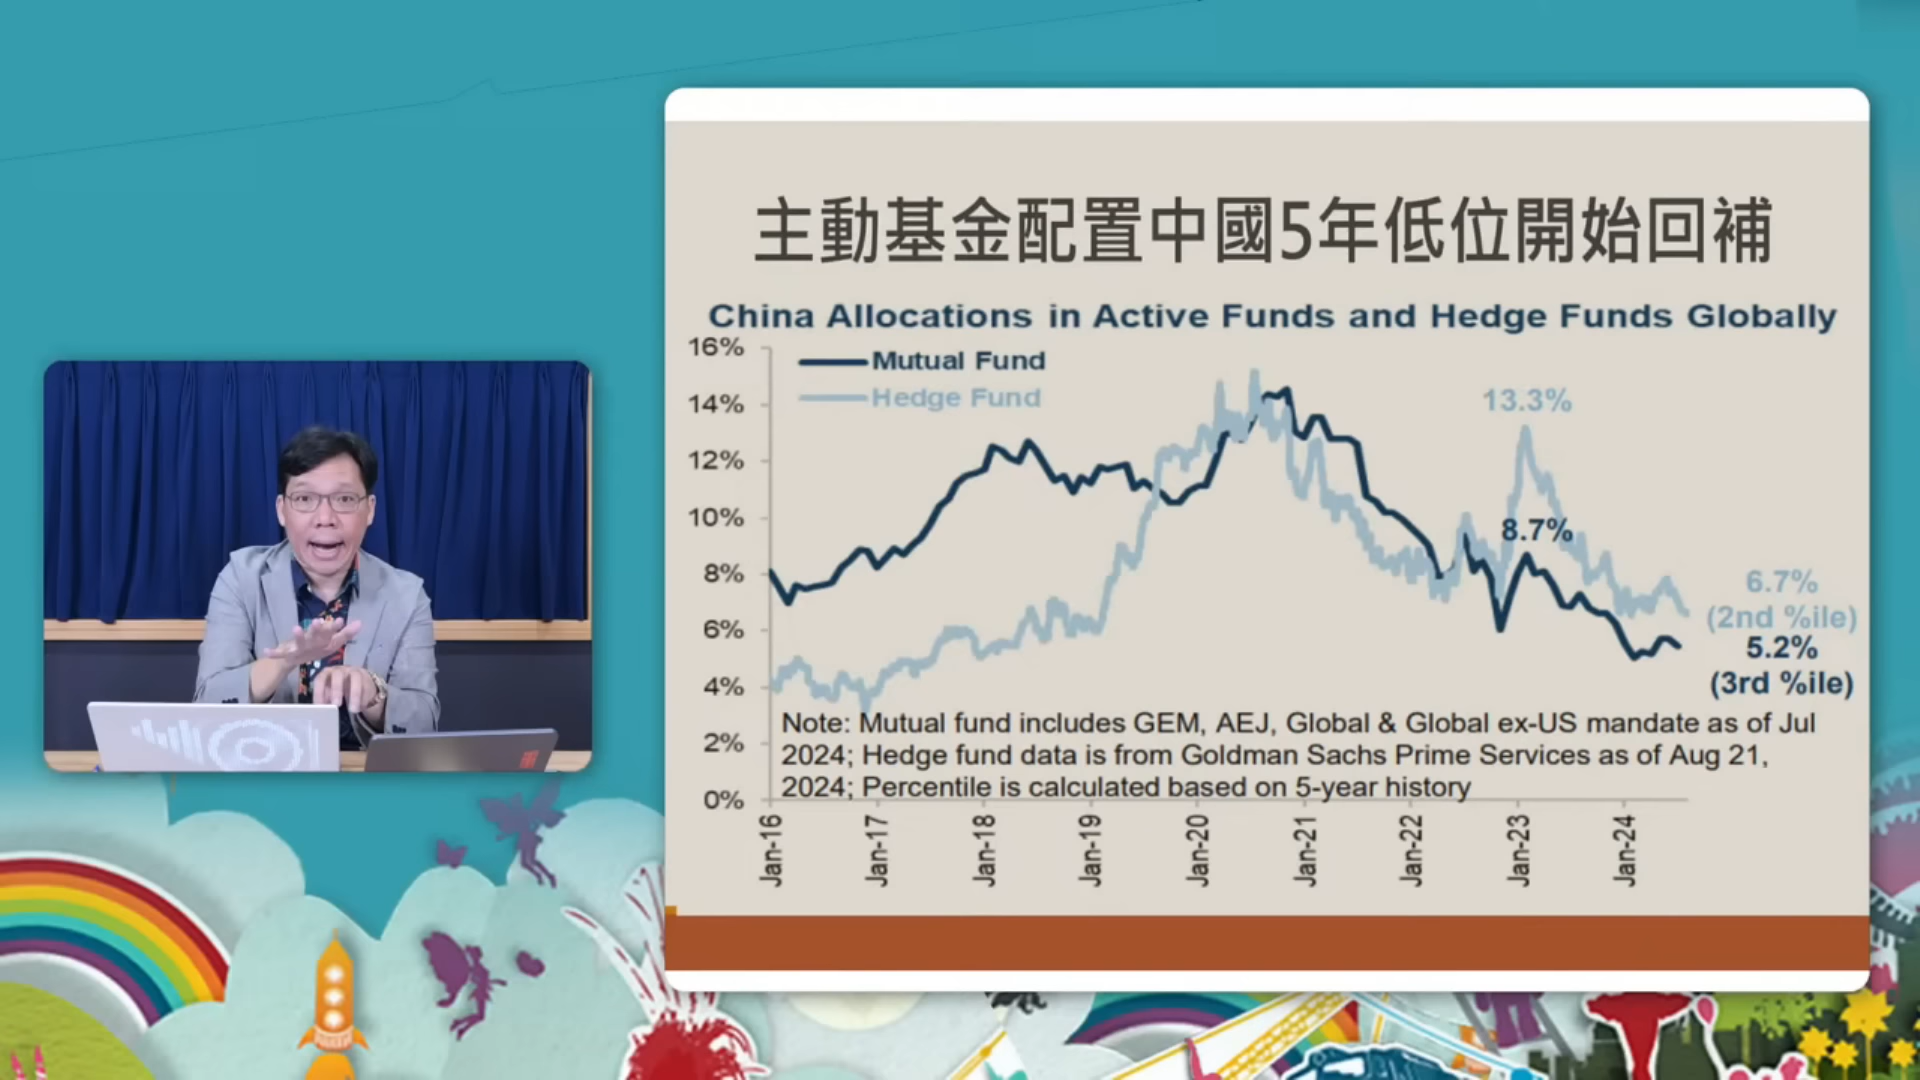 主動基金配置中國5年低位開始回補
China Allocations in Active Funds and Hedge Funds Globally
16%
14%
12%
10%
8%
6%
4%
2%
0%
Mutual Fund
Hedge Fund
13.3%
8.7%
6.7%
(2nd %ile)
5.2%
(3rd %ile)
Note: Mutual fund includes GEM, AEJ, Global & Global ex-US mandate as of Jul
2024; Hedge fund data is from Goldman Sachs Prime Services as of Aug 21,
2024; Percentile is calculated based on 5-year history
Jan-16
Jan-17
Jan-18
Jan-19
Jan-20
Jan-21
Jan-22
Jan-23
Jan-24